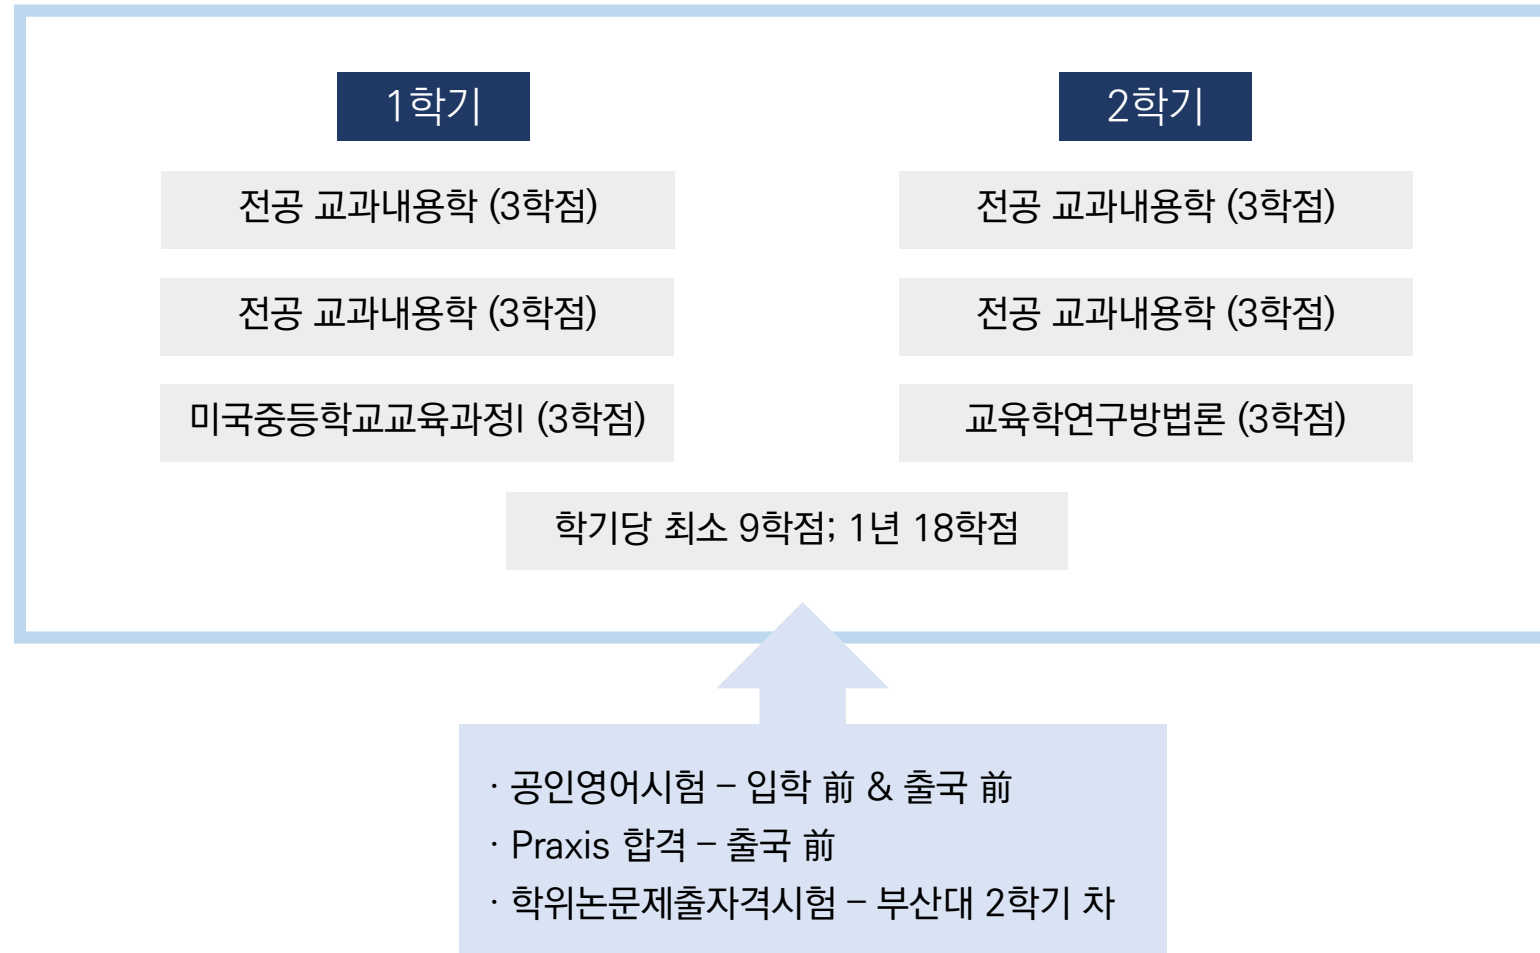 1학기
2학기
전공 교과내용학 (3학점)
전공 교과내용학 (3학점)
전공 교과내용학 (3학점)
전공 교과내용학 (3학점)
미국중등학교교육과정I (3학점)
교육학연구방법론 (3학점)
학기당 최소 9학점; 1년 18학점
· 공인영어시험 – 입학 前 & 출국 前
· Praxis 합격 – 출국 前
· 학위논문제출자격시험 – 부산대 2학기 차